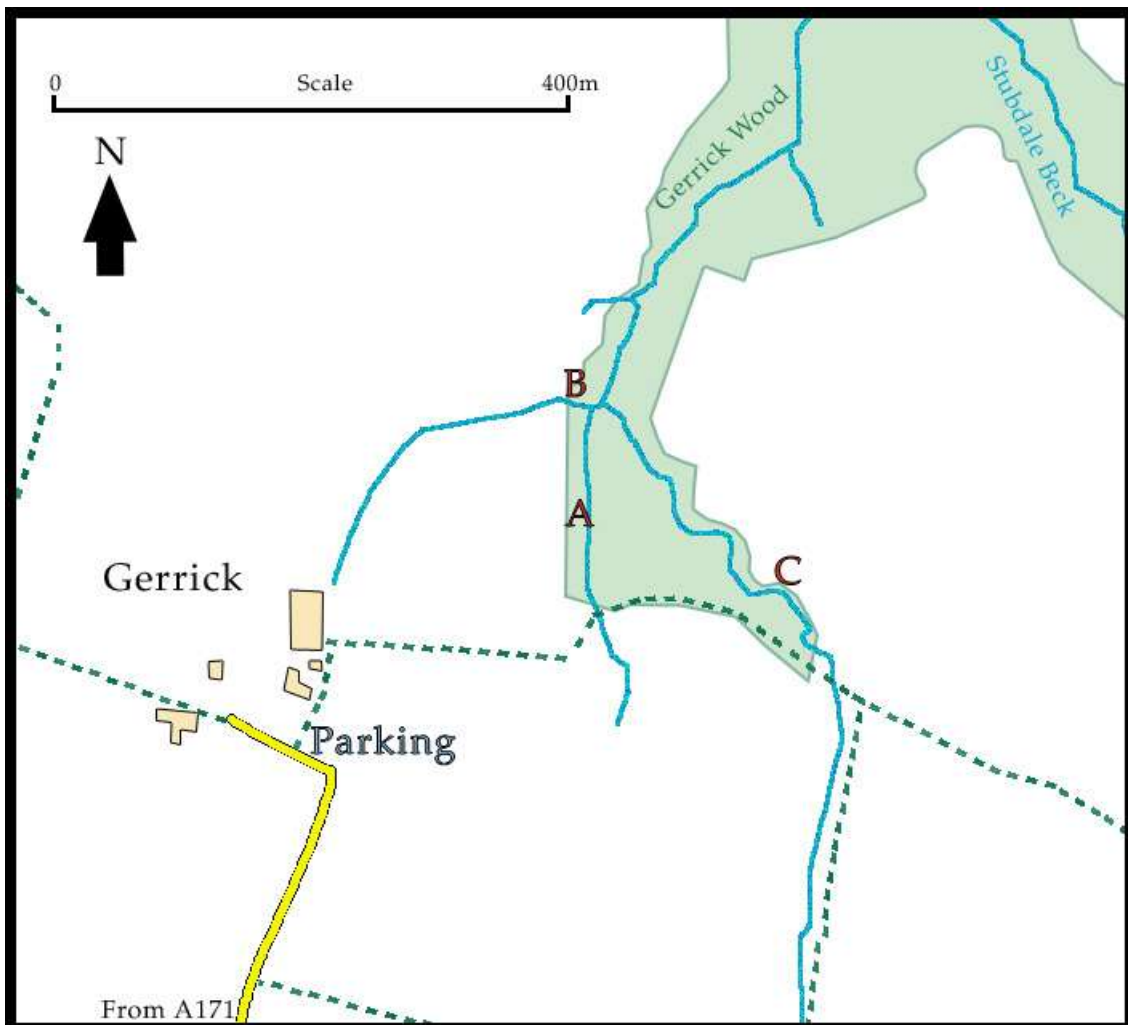 0 Scale 400m
N
Gerrick Wood
Stubdale Beck
B
A
C
Gerrick
Parking
From A171